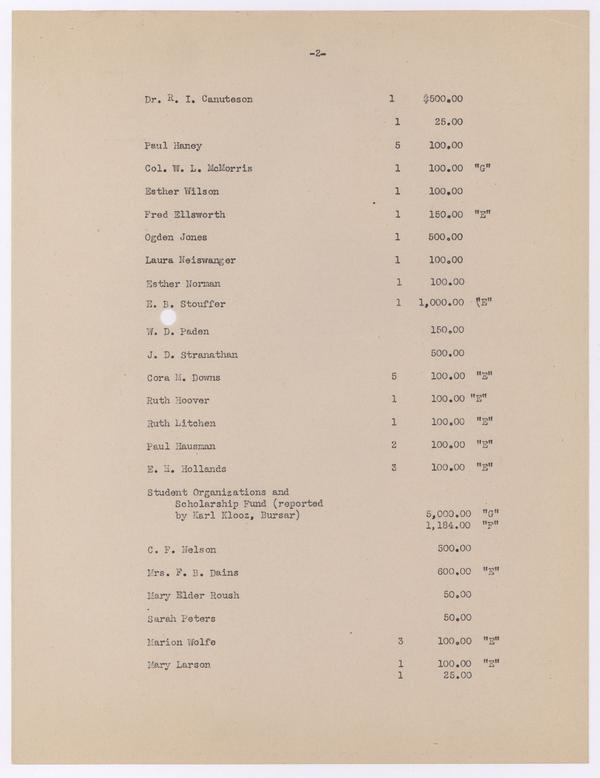 -2-
Dr. R. I. Canuteson 1 $500.00
1 25.00
Paul Haney 5 100.00
Col. W. L. McMorris 1 100.00 "G"
Esther Wilson 1 100.00
Fred Ellsworth 1 150.00 "E"
Ogden Jones 1 500.00
Laura Neiswanger 1 100.00
Esther Norman 1 100.00
E. B. Stouffer 1 1,000.00 "E"
W. D. Paden 150.00
J. D. Stranathan 500.00
Cora M. Downs 5 100.00 "E"
Ruth Hoover 1 100.00 "E"
Ruth Litchen 1 100.00 "E"
Paul Hausman 2 100.00 "E"
E. H. Hollands 3 100.00 "E"
Student Organizations and
Scholarship Fund (reported
by Karl Klooz, Bursar) 5,000.00 "G"
1,184.00 "F"
C. F. Nelson 500.00
Mrs. F. B. Dains 600.00 "E"
Mary Elder Roush 50.00
Sarah Peters 50.00
Marion Wolfe 3 100.00 "E"
Mary Larson 1 100.00 "E"
1 25.00